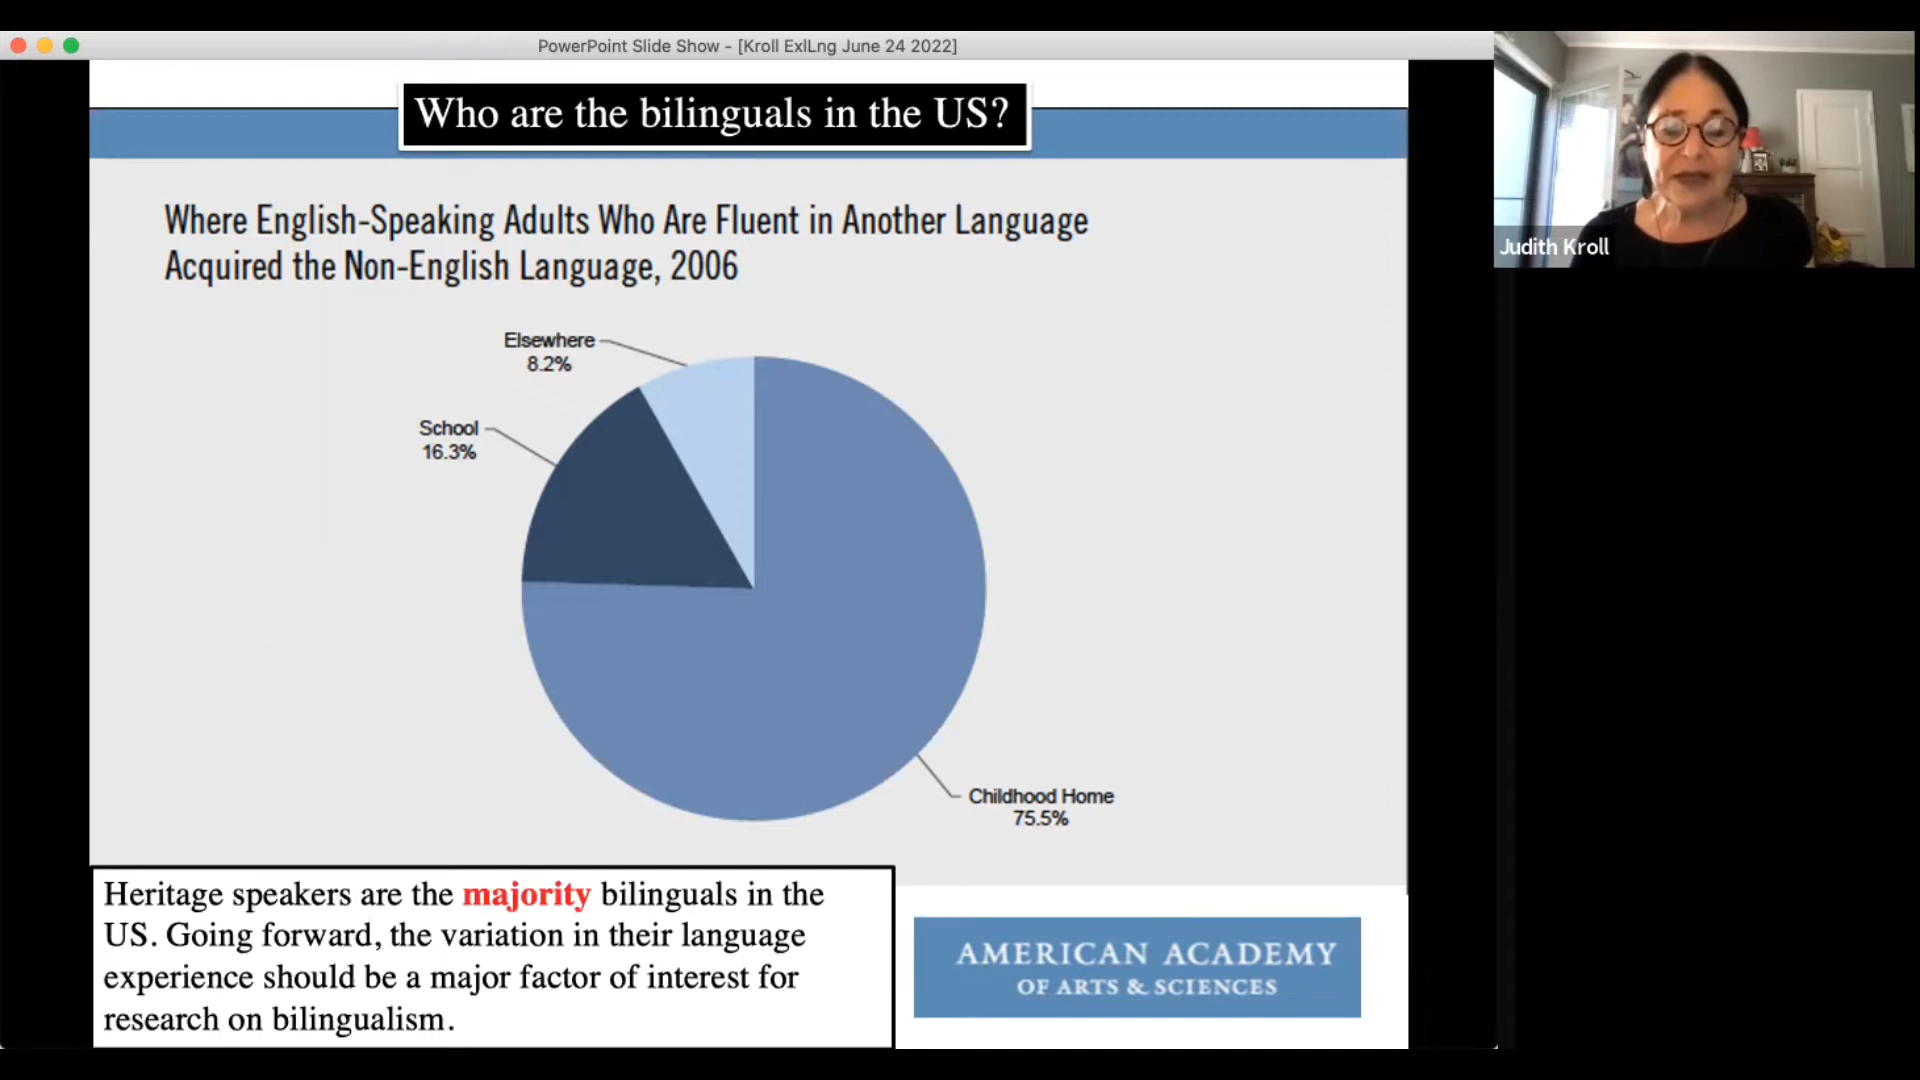 PowerPoint Slide Show - [Kroll ExlLng June 24 2022]
Who are the bilinguals in the US?
Where English-Speaking Adults Who Are Fluent in Another Language
Acquired the Non-English Language, 2006
Elsewhere
8.2%
School
16.3%
Childhood Home
75.5%
Heritage speakers are the majority bilinguals in the
US. Going forward, the variation in their language
experience should be a major factor of interest for
research on bilingualism.
AMERICAN ACADEMY
OF ARTS & SCIENCES
Judith Kroll